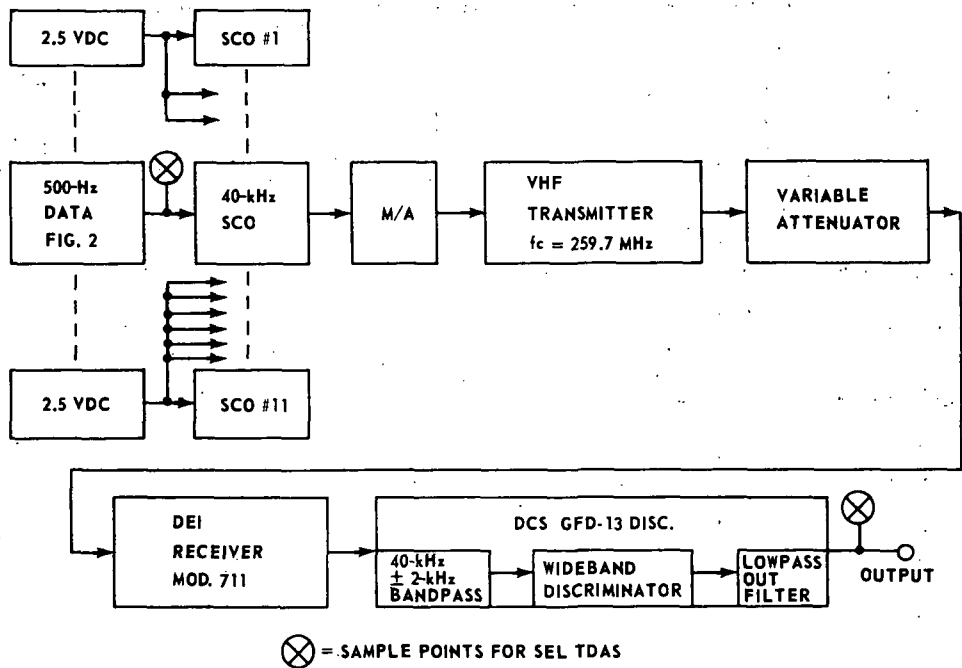 2.5 VDC
SCO #1
500-Hz
DATA
FIG. 2
40-kHz
SCO
M/A
VHF
TRANSMITTER
fc = 259.7 MHz
VARIABLE
ATTENUATOR
2.5 VDC
SCO #11
DEI
RECEIVER
MOD. 711
DCS GFD-13 DISC.
40-kHz
± 2-kHz
BANDPASS
WIDEBAND
DISCRIMINATOR
LOWPASS
OUT
FILTER
OUTPUT
= SAMPLE POINTS FOR SEL TDAS